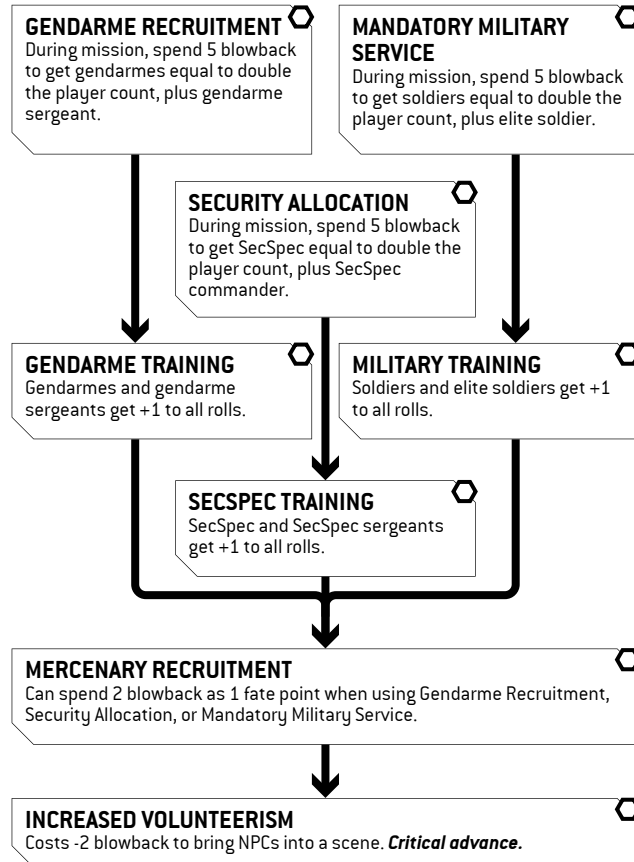 GENDARME RECRUITMENT
During mission, spend 5 blowback
to get gendarmes equal to double
the player count, plus gendarme
sergeant.
MANDATORY MILITARY
SERVICE
During mission, spend 5 blowback
to get soldiers equal to double the
player count, plus elite soldier.
SECURITY ALLOCATION
During mission, spend 5 blowback
to get SecSpec equal to double the
player count, plus SecSpec
commander.
GENDARME TRAINING
Gendarmes and gendarme
sergeants get +1 to all rolls.
MILITARY TRAINING
Soldiers and elite soldiers get +1
to all rolls.
SECSPEC TRAINING
SecSpec and SecSpec sergeants
get +1 to all rolls.
MERCENARY RECRUITMENT
Can spend 2 blowback as 1 fate point when using Gendarme Recruitment,
Security Allocation, or Mandatory Military Service.
INCREASED VOLUNTEERISM
Costs -2 blowback to bring NPCs into a scene. Critical advance.